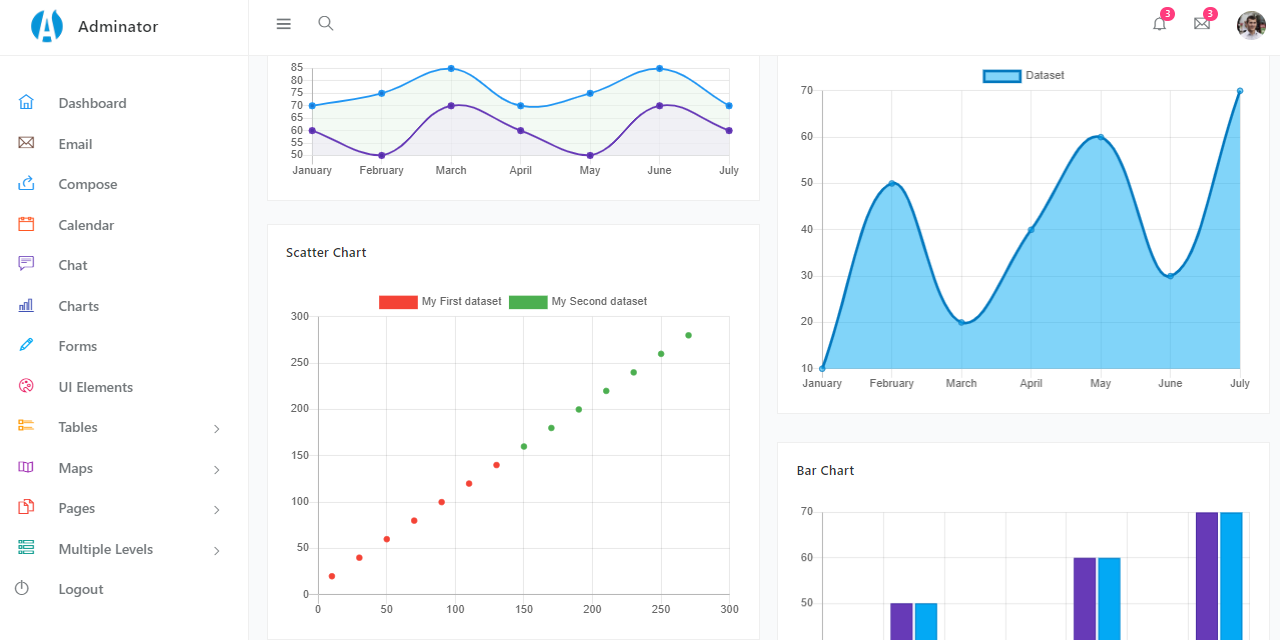 Adminator
3
3
Dashboard
Email
Compose
Calendar
Chat
Charts
Forms
UI Elements
Tables
Maps
Pages
Multiple Levels
Logout
85
80
75
70
65
60
55
50
January February March April May June July
Scatter Chart
My First dataset My Second dataset
300
250
200
150
100
50
0
0 50 100 150 200 250 300
Dataset
70
60
50
40
30
20
10
January February March April May June July
Bar Chart
70
60
50